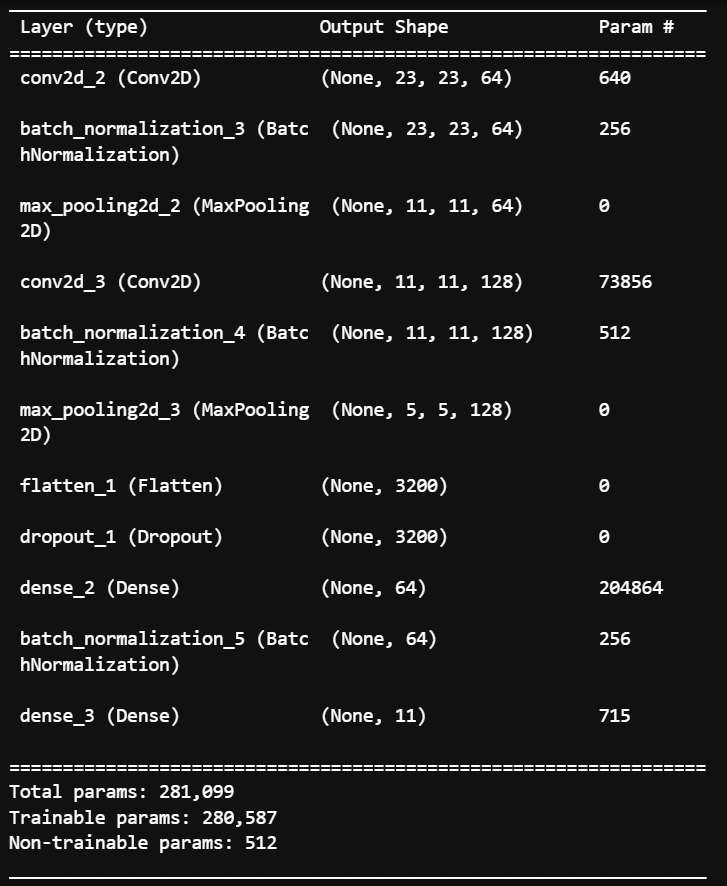 Layer (type) Output Shape Param #
conv2d_2 (Conv2D) (None, 23, 23, 64) 640
batch_normalization_3 (Batc (None, 23, 23, 64) 256
hNormalization)
max_pooling2d_2 (MaxPooling (None, 11, 11, 64) 0
2D)
conv2d_3 (Conv2D) (None, 11, 11, 128) 73856
batch_normalization_4 (Batc (None, 11, 11, 128) 512
hNormalization)
max_pooling2d_3 (MaxPooling (None, 5, 5, 128) 0
2D)
flatten_1 (Flatten) (None, 3200) 0
dropout_1 (Dropout) (None, 3200) 0
dense_2 (Dense) (None, 64) 204864
batch_normalization_5 (Batc (None, 64) 256
hNormalization)
dense_3 (Dense) (None, 11) 715
Total params: 281,099
Trainable params: 280,587
Non-trainable params: 512